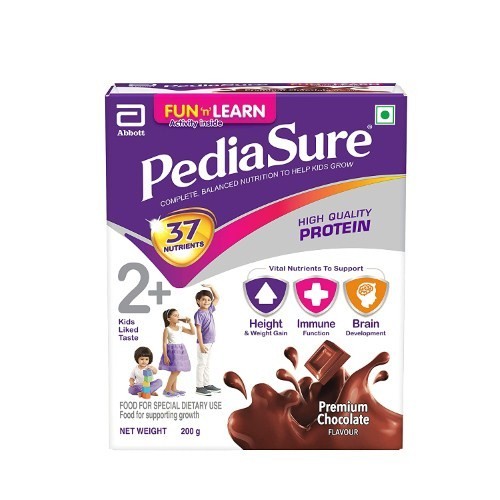 FUN 'n' LEARN
Activity inside
Abbott
PediaSure®
COMPLETE, BALANCED NUTRITION TO HELP KIDS GROW
37
NUTRIENTS
HIGH QUALITY
PROTEIN
2+
Kids
Liked
Taste
Vital Nutrients To Support
Height
& Weight Gain
Immune
Function
Brain
Development
FOOD FOR SPECIAL DIETARY USE
Food for supporting growth
NET WEIGHT 200 g
Premium
Chocolate
FLAVOUR